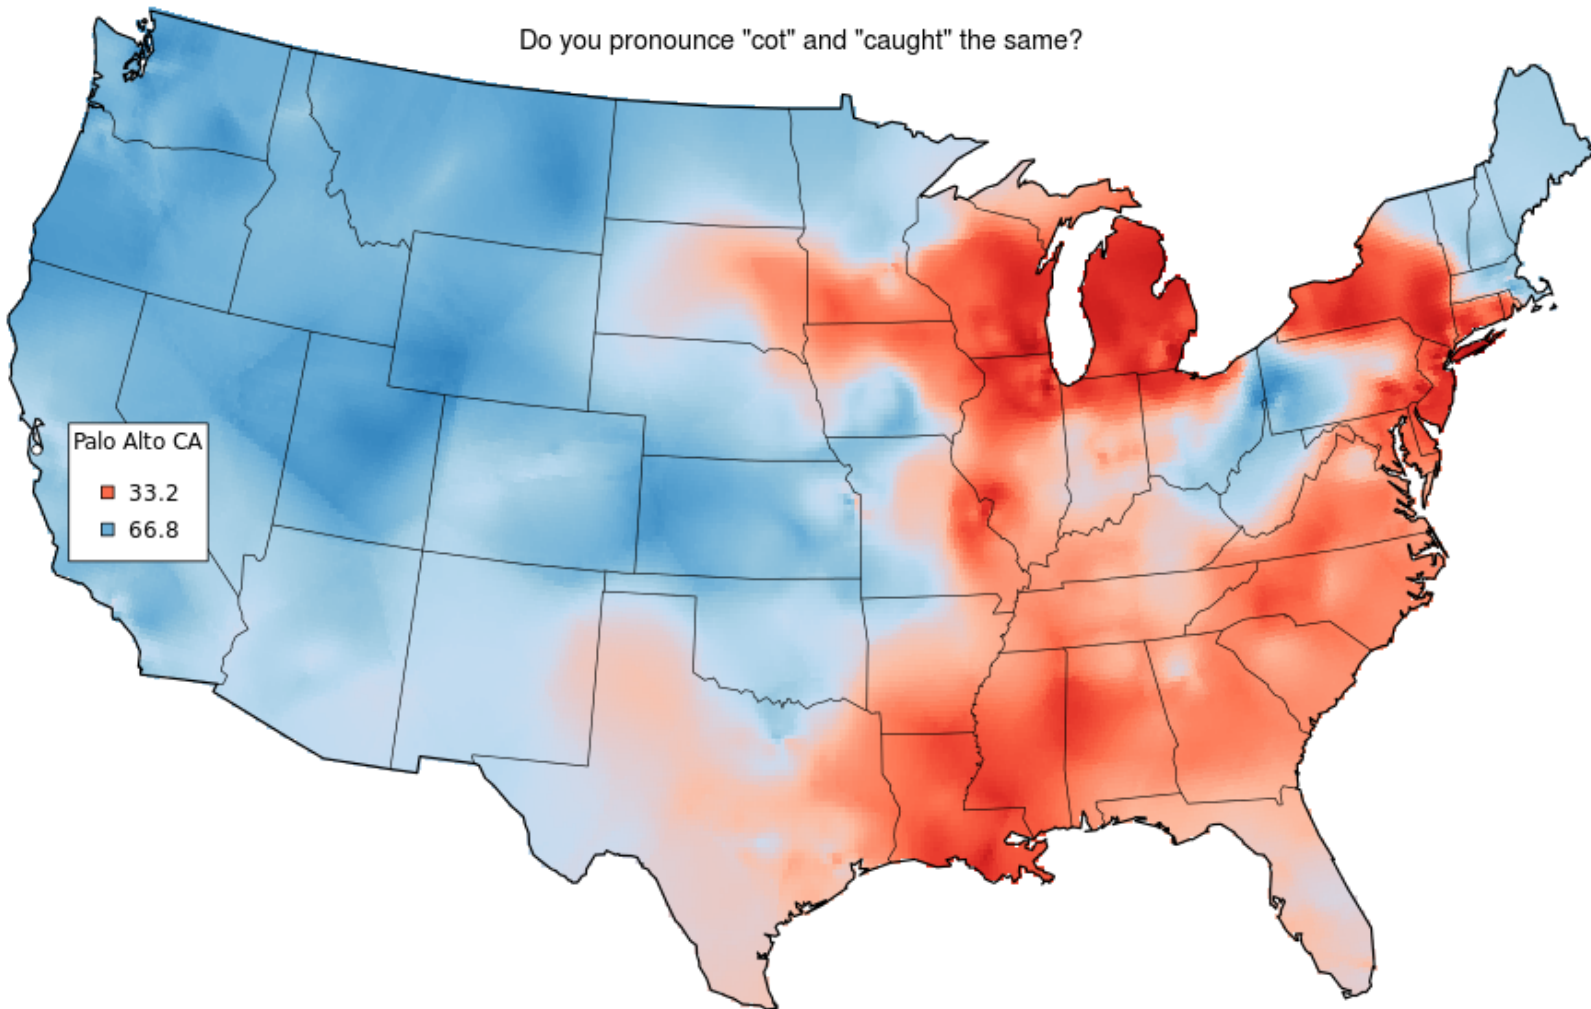 Do you pronounce "cot" and "caught" the same?
Palo Alto CA
33.2
66.8